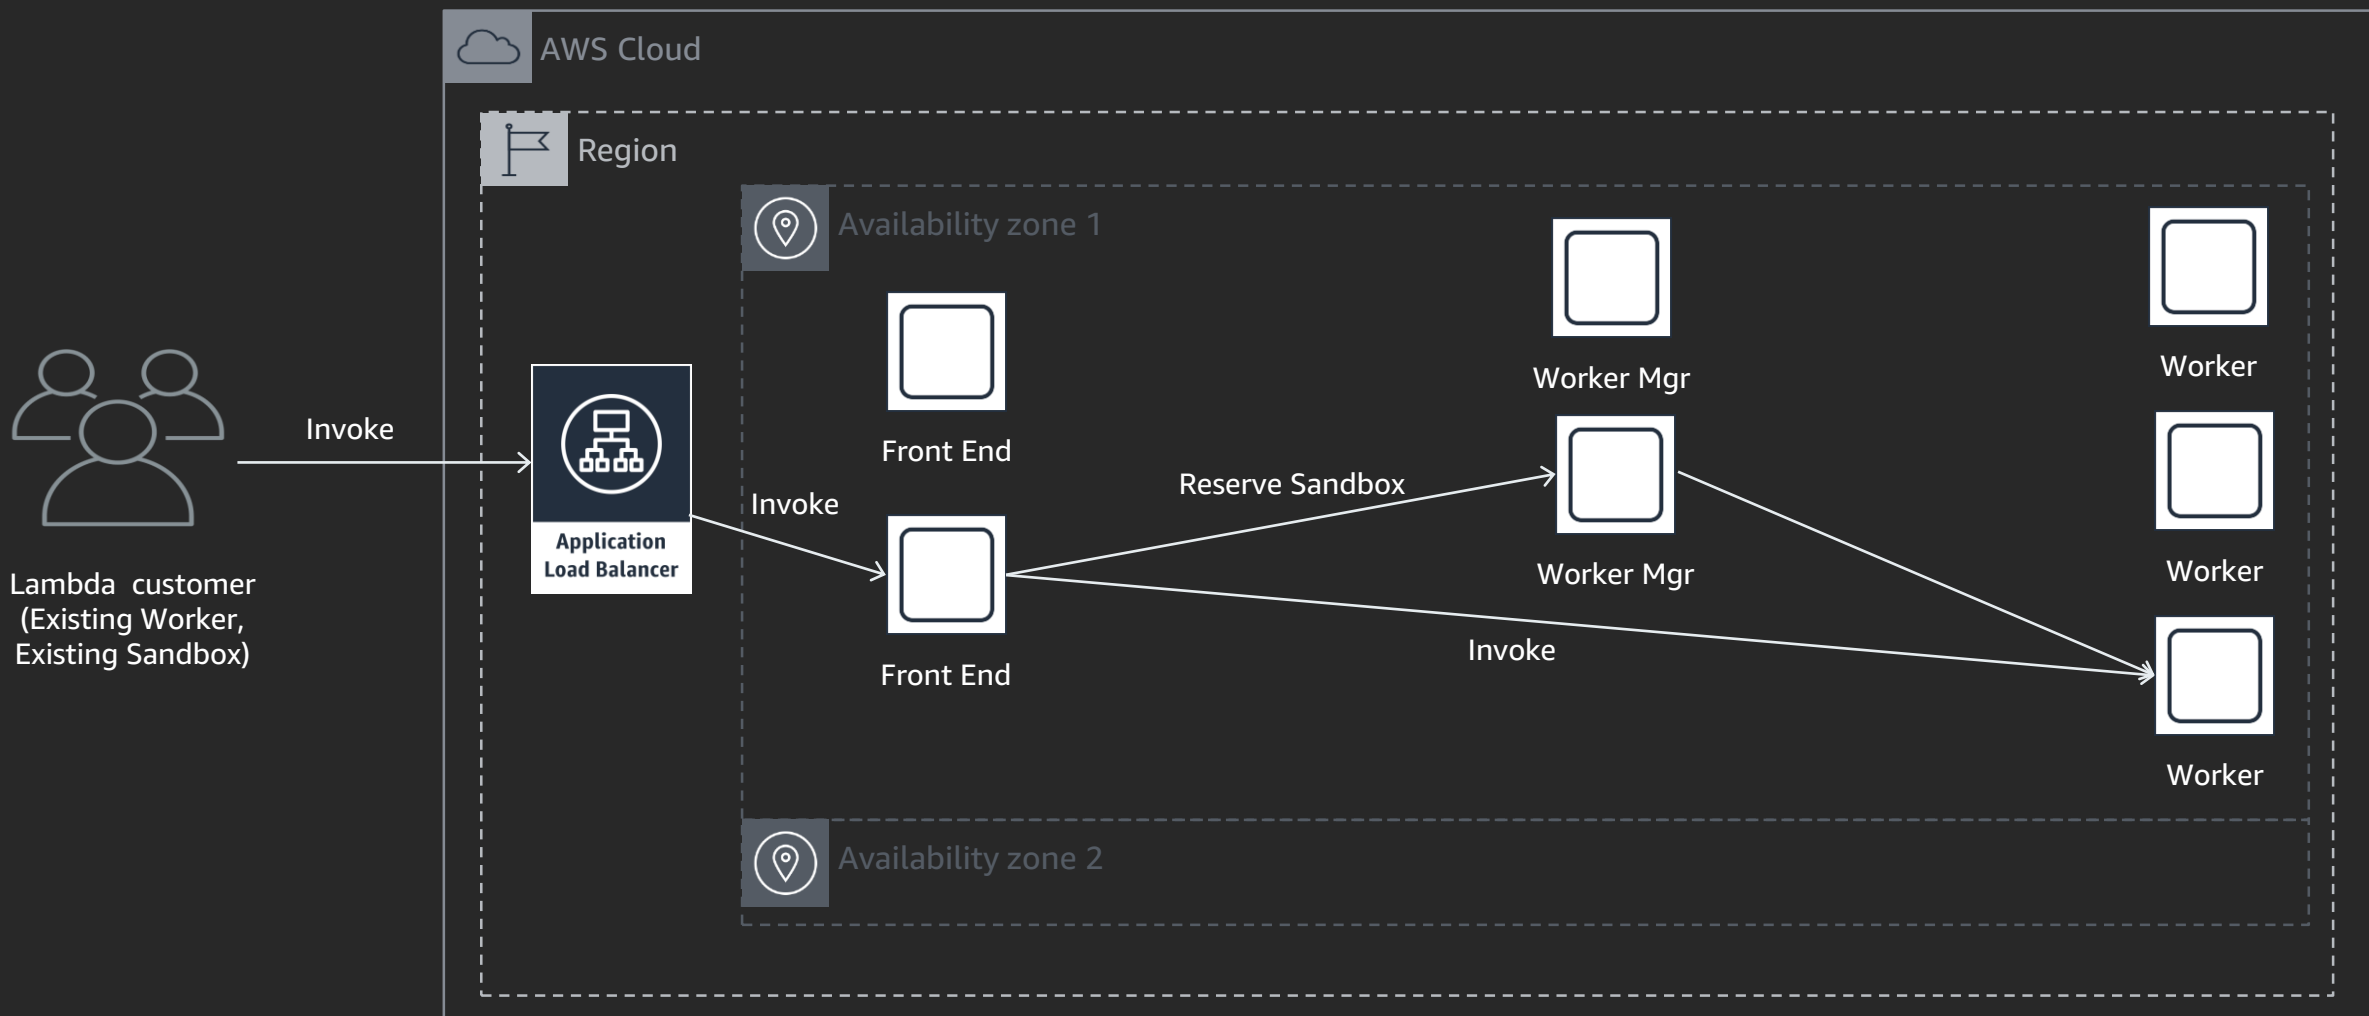 AWS Cloud
Region
Availability zone 1
Front End
Worker Mgr
Worker
Invoke
Application
Load Balancer
Invoke
Reserve Sandbox
Worker Mgr
Worker
Lambda customer
(Existing Worker,
Existing Sandbox)
Front End
Invoke
Worker
Availability zone 2